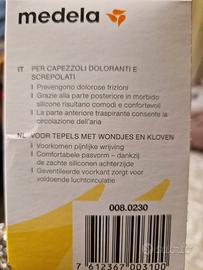 medela
IT PER CAPEZZOLI DOLORANTI E
SCREPOLATI
| Prevengono dolorose frizioni
| Grazie alla parte posteriore in morbido
silicone risultano comodi e confortevoli
| La parte anteriore traspirante consente la
circolazione dell'aria
NL VOOR TEPELS MET WONDJES EN KLOVEN
| Voorkomen pijnlijke wrijving
| Comfortabele pasvorm – dankzij
de zachte siliconen achterzijde
| Geventileerde voorkant zorgt voor
voldoende luchtcirculatie
008.0230
7 612367 003100
subito